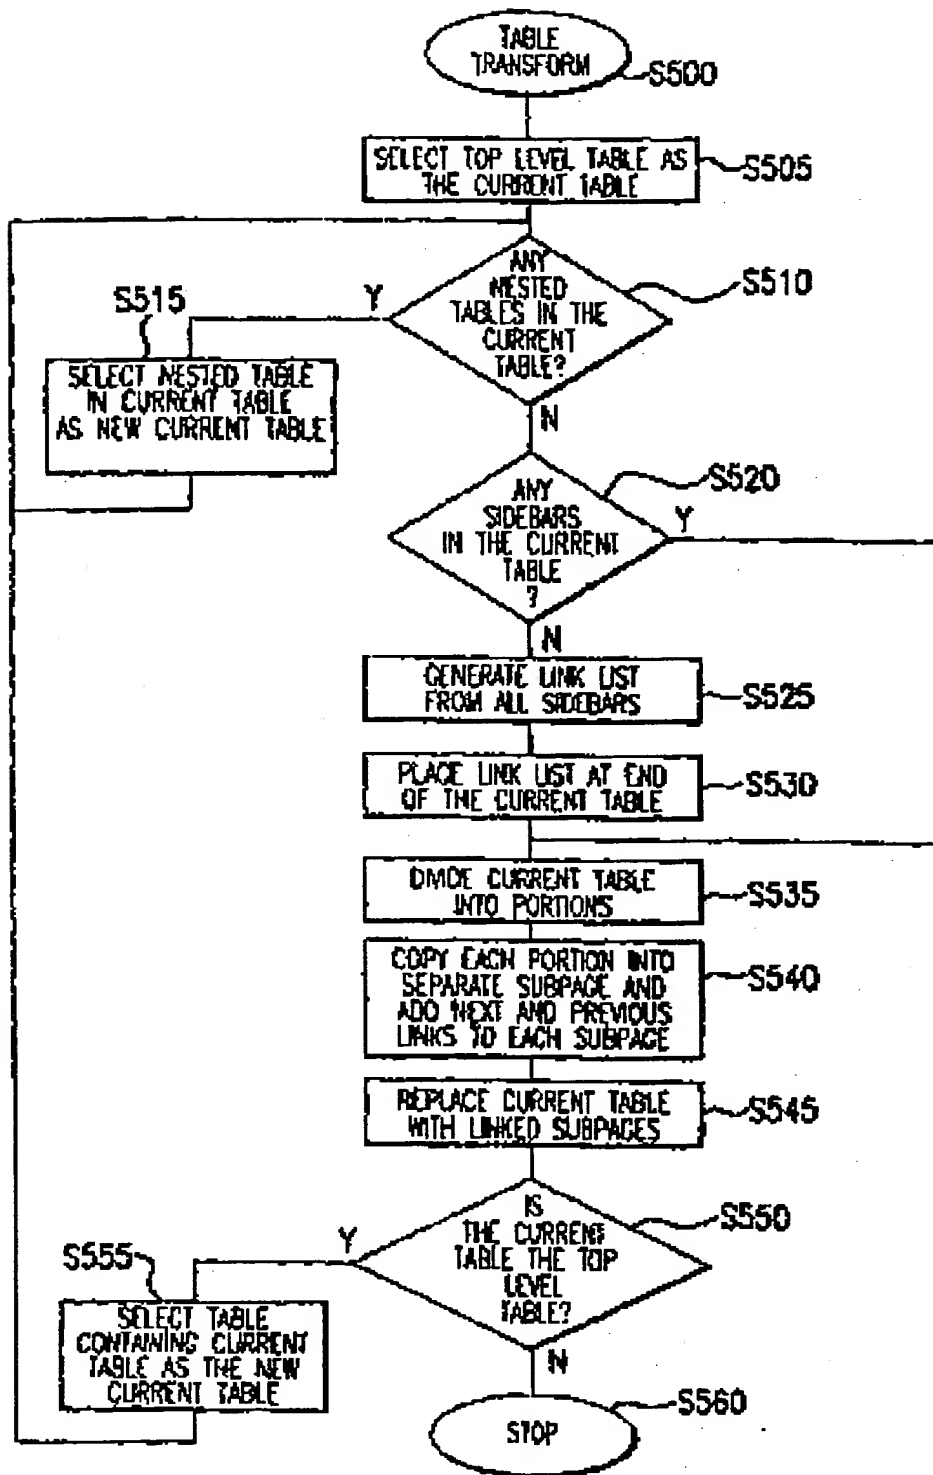 TABLE
TRANSFORM
S500
SELECT TOP LEVEL TABLE AS
THE CURRENT TABLE
S505
ANY
NESTED
TABLES IN THE
CURRENT
TABLE?
S510
Y
N
S515
SELECT NESTED TABLE
IN CURRENT TABLE
AS NEW CURRENT TABLE
ANY
SIDEBARS
IN THE CURRENT
TABLE
?
S520
Y
N
GENERATE LINK LIST
FROM ALL SIDEBARS
S525
PLACE LINK LIST AT END
OF THE CURRENT TABLE
S530
DIVIDE CURRENT TABLE
INTO PORTIONS
S535
COPY EACH PORTION INTO
SEPARATE SUBPAGE AND
ADD NEXT AND PREVIOUS
LINKS TO EACH SUBPAGE
S540
REPLACE CURRENT TABLE
WITH LINKED SUBPAGES
S545
IS
THE CURRENT
TABLE THE TOP
LEVEL
TABLE?
S550
Y
N
S555
SELECT TABLE
CONTAINING CURRENT
TABLE AS THE NEW
CURRENT TABLE
STOP
S560